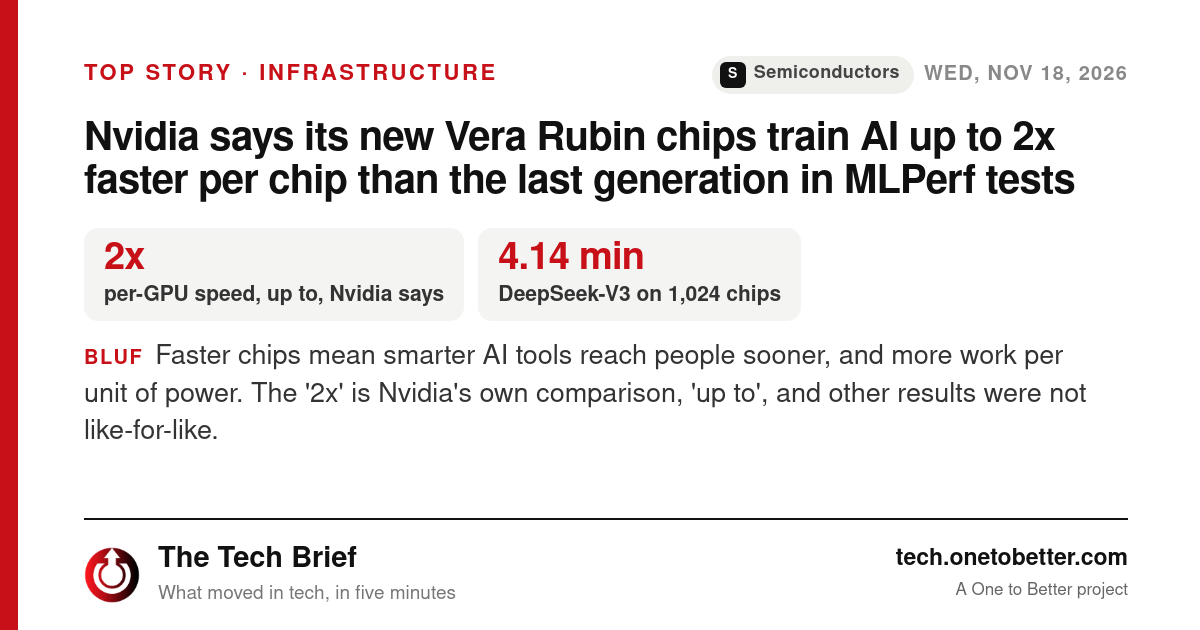 TOP STORY · INFRASTRUCTURE
S Semiconductors WED, NOV 18, 2026
Nvidia says its new Vera Rubin chips train AI up to 2x
faster per chip than the last generation in MLPerf tests
2x
per-GPU speed, up to, Nvidia says
4.14 min
DeepSeek-V3 on 1,024 chips
BLUF Faster chips mean smarter AI tools reach people sooner, and more work per
unit of power. The '2x' is Nvidia's own comparison, 'up to', and other results were not
like-for-like.
The Tech Brief
What moved in tech, in five minutes
tech.onetobetter.com
A One to Better project